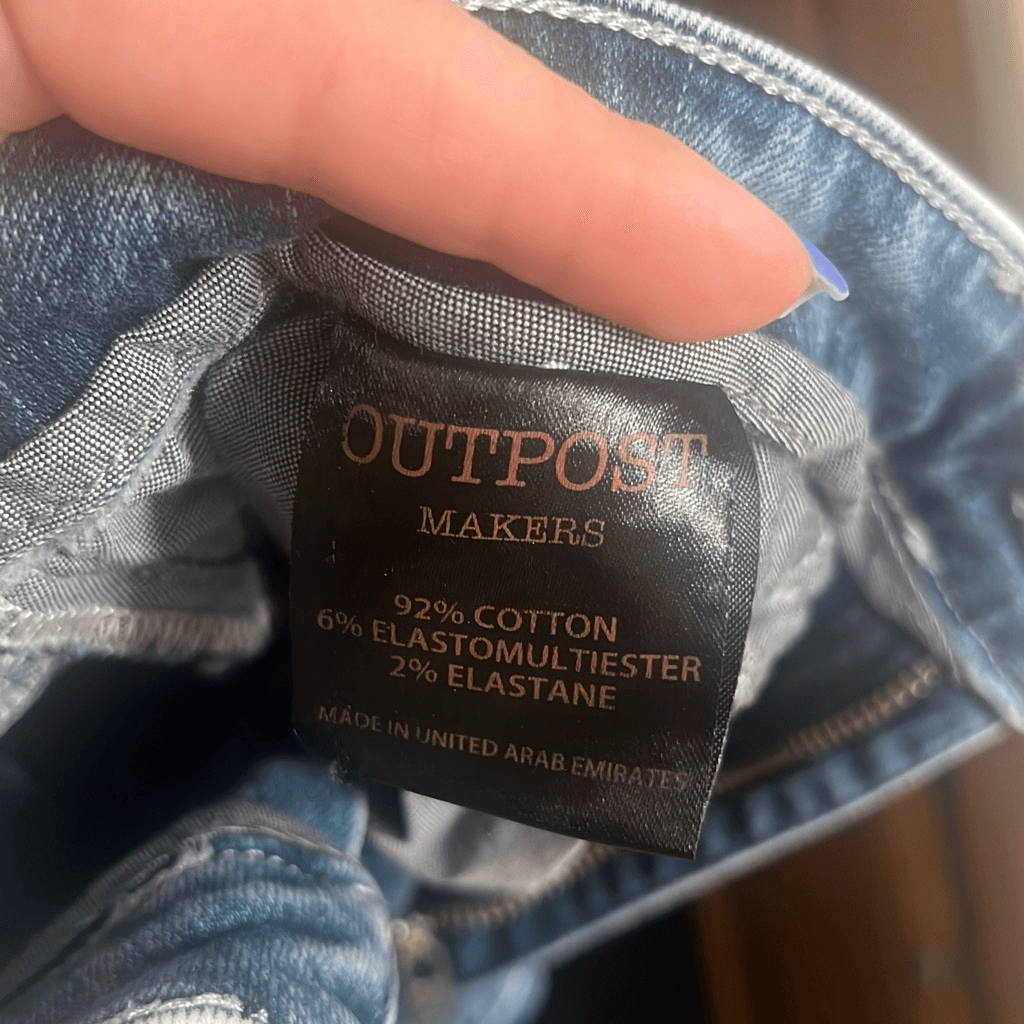 OUTPOST
MAKERS
92% COTTON
6% ELASTOMULTIESTER
2% ELASTANE
MADE IN UNITED ARAB EMIRATES